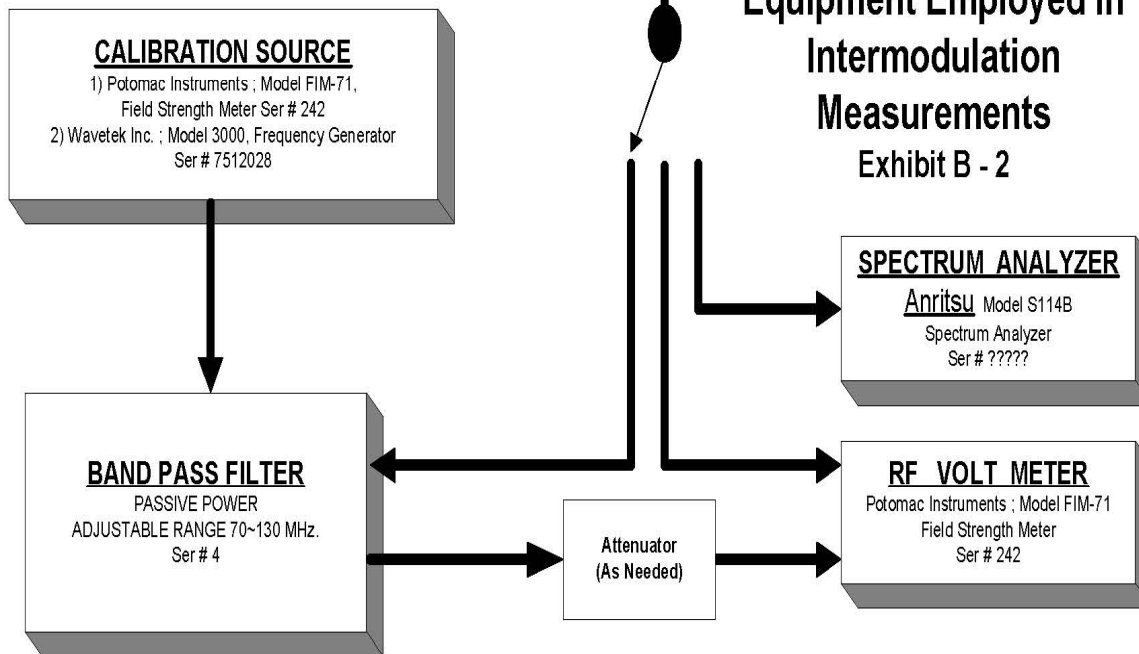 Equipment Employed in
Intermodulation
Measurements
Exhibit B - 2
CALIBRATION SOURCE
1) Potomac Instruments ; Model FIM-71,
Field Strength Meter Ser # 242
2) Wavetek Inc. ; Model 3000, Frequency Generator
Ser # 7512028
SPECTRUM ANALYZER
Anritsu Model S114B
Spectrum Analyzer
Ser # ?????
BAND PASS FILTER
PASSIVE POWER
ADJUSTABLE RANGE 70~130 MHz.
Ser # 4
Attenuator
(As Needed)
RF VOLT METER
Potomac Instruments ; Model FIM-71
Field Strength Meter
Ser # 242